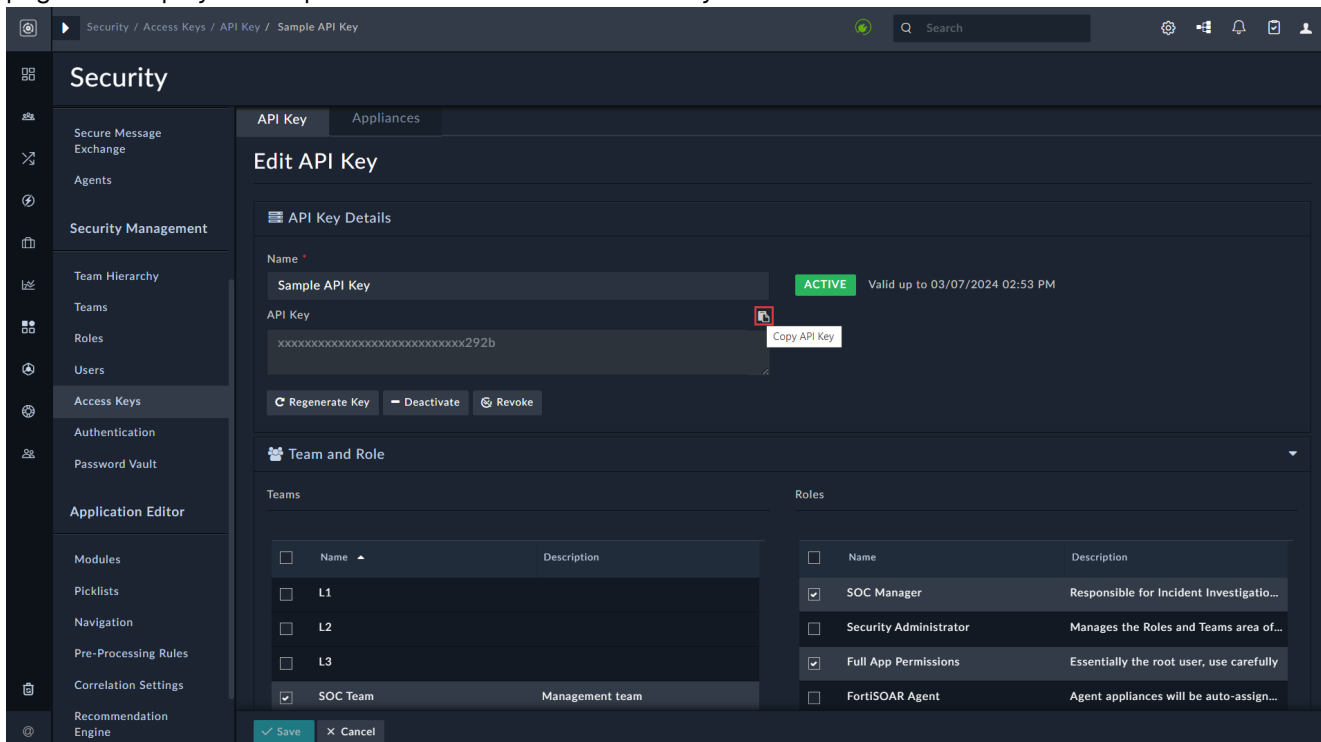 Security / Access Keys / API Key / Sample API Key
Search
Security
Secure Message
Exchange
Agents
Security Management
Team Hierarchy
Teams
Roles
Users
Access Keys
Authentication
Password Vault
Application Editor
Modules
Picklists
Navigation
Pre-Processing Rules
Correlation Settings
Recommendation
Engine
API Key Appliances
Edit API Key
API Key Details
Name *
Sample API Key
ACTIVE Valid up to 03/07/2024 02:53 PM
API Key
Copy API Key
xxxxxxxxxxxxxxxxxxxxxxxxxxxx292b
Regenerate Key Deactivate Revoke
Team and Role
Teams
Name Description
L1
L2
L3
SOC Team Management team
Roles
Name Description
SOC Manager Responsible for Incident Investigatio...
Security Administrator Manages the Roles and Teams area of...
Full App Permissions Essentially the root user, use carefully
FortiSOAR Agent Agent appliances will be auto-assign...
Save Cancel